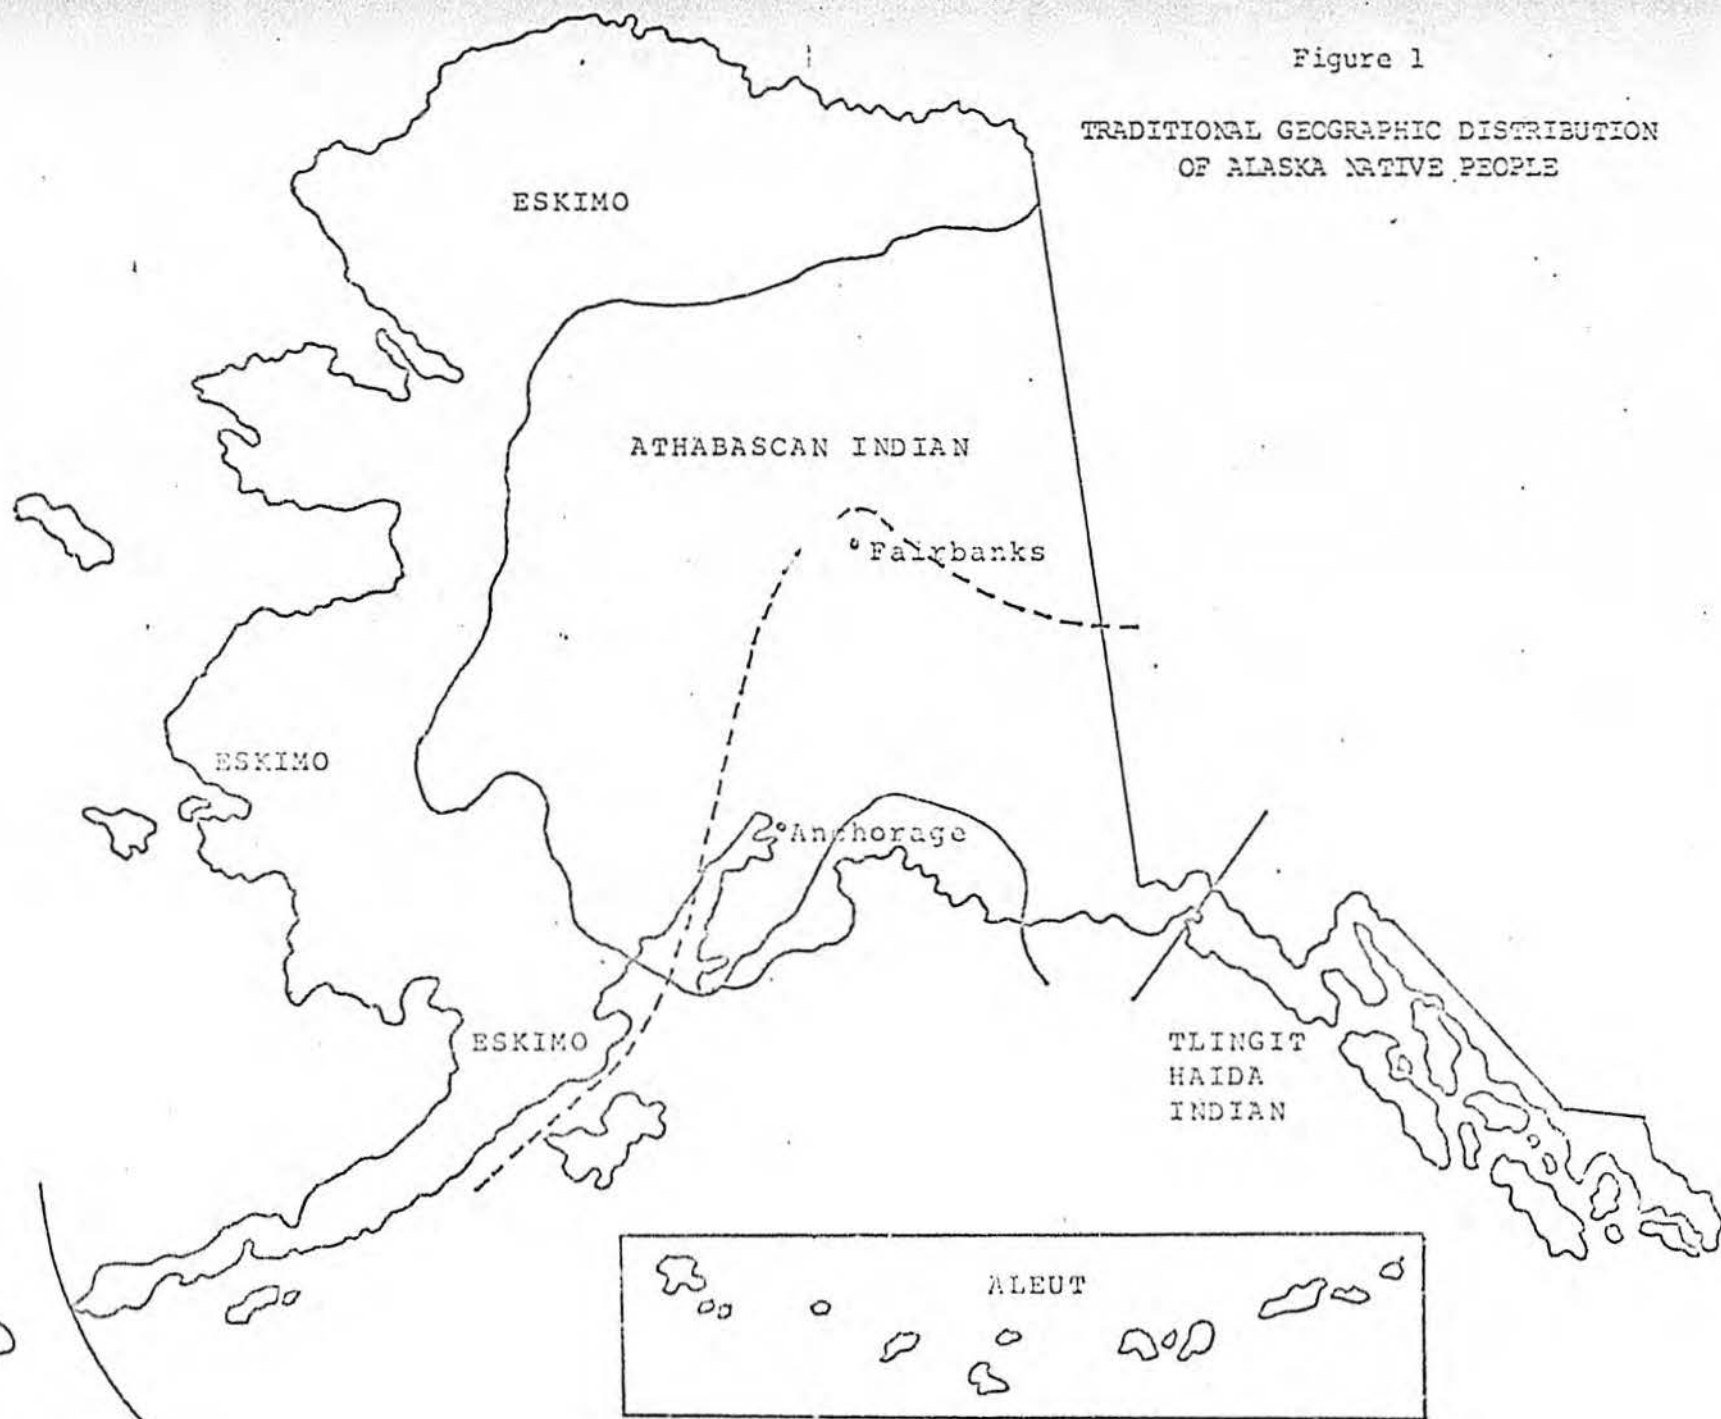 Figure 1
TRADITIONAL GEOGRAPHIC DISTRIBUTION
OF ALASKA NATIVE PEOPLE
ESKIMO
ATHABASCAN INDIAN
Fairbanks
ESKIMO
Anchorage
ESKIMO
TLINGIT
HAIDA
INDIAN
ALEUT